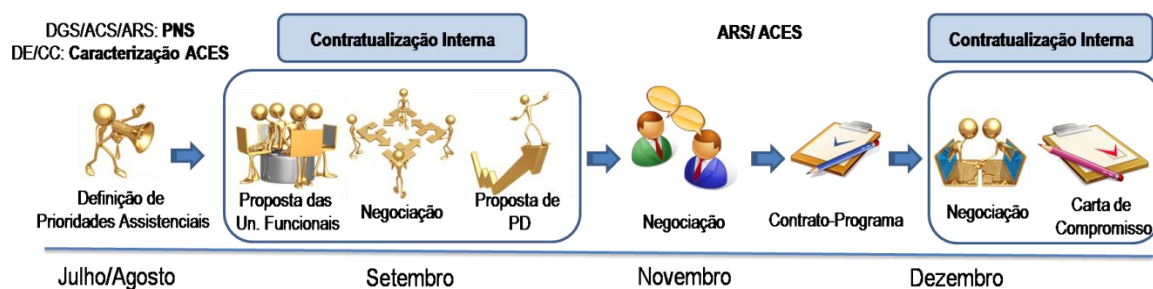 DGS/ACS/ARS: PNS
DE/CC: Caracterização ACES
Contratualização Interna
ARS/ ACES
Contratualização Interna
Definição de
Prioridades Assistenciais
Proposta das
Un. Funcionais
Negociação
Proposta de
PD
Negociação
Contrato-Programa
Negociação
Carta de
Compromisso
Julho/Agosto
Setembro
Novembro
Dezembro